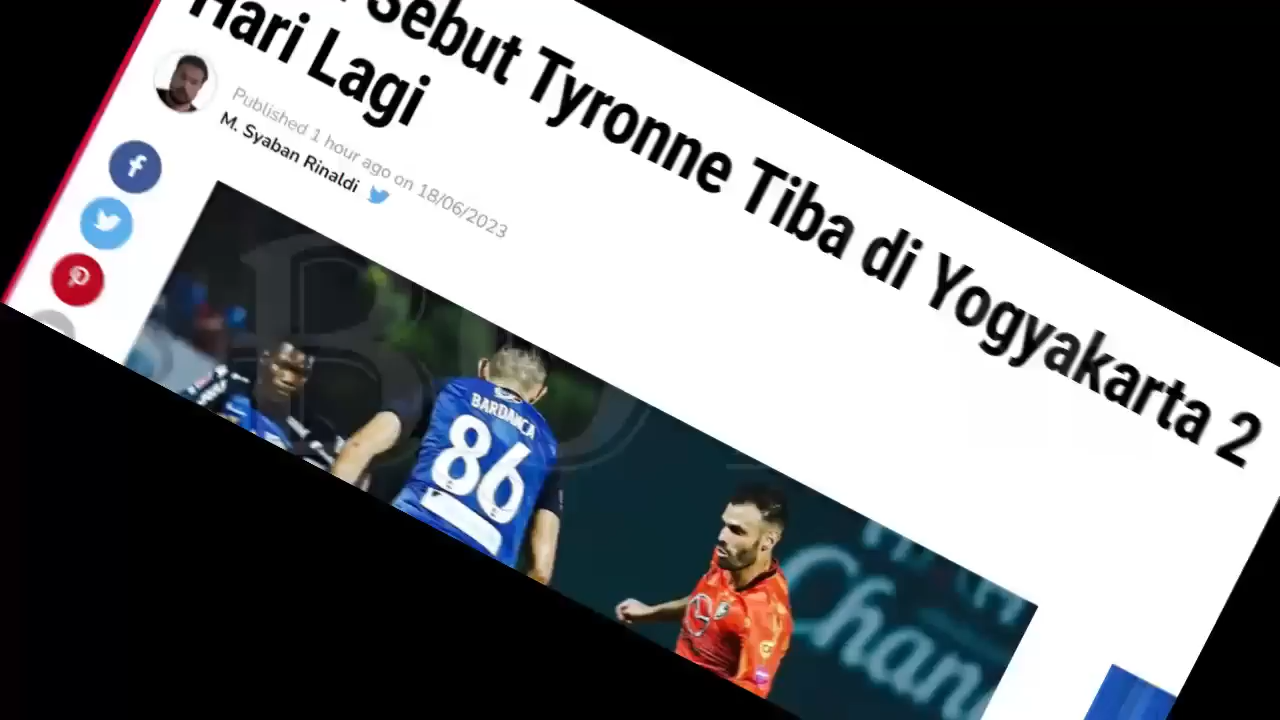 Sebut Tyronne Tiba di Yogyakarta 2
Hari Lagi
Published 1 hour ago on 18/06/2023
M. Syaban Rinaldi
BARDANCA
86
Chang